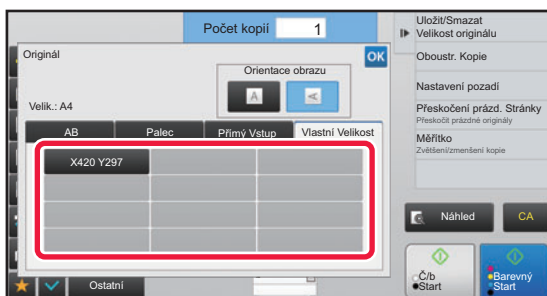 Počet kopií 1
Originál
OK
Orientace obrazu
A
A
Velik.: A4
AB
Palec
Přímý Vstup
Vlastní Velikost
X420 Y297
Ostatní
Uložit/Smazat
Velikost originálu
Oboustr. Kopie
Nastavení pozadí
Přeskočení prázd. Stránky
Přeskočit prázdné originály
Měřítko
Zvětšení/zmenšení kopie
Náhled
CA
Č/b
Start
Barevný
Start